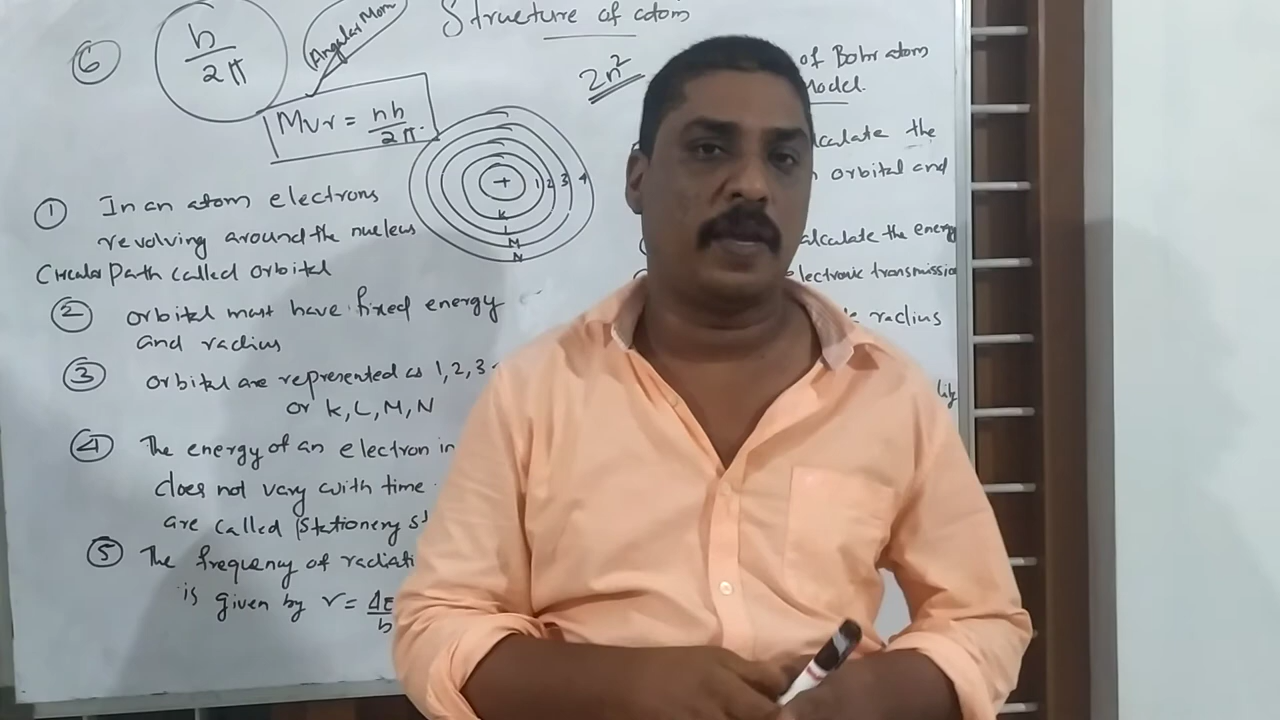 Structure of atom
⑥ h/2π
Angular Mom
Mvr = nh/2π.
2n²
of Bohr atom
Model.
+ 1 2 3 4
K
L
M
N
① In an atom electrons
revolving around the nucleus
Circular Path called orbital
② orbital must have fixed energy
and radius
③ orbital are represented as 1, 2, 3
or K, L, M, N
④ The energy of an electron in
does not vary with time.
are called (Stationery
⑤ The frequency of radiati
is given by ν = ΔE/h
lculate the
orbital and
alculate the energy
electronic transmission
radius